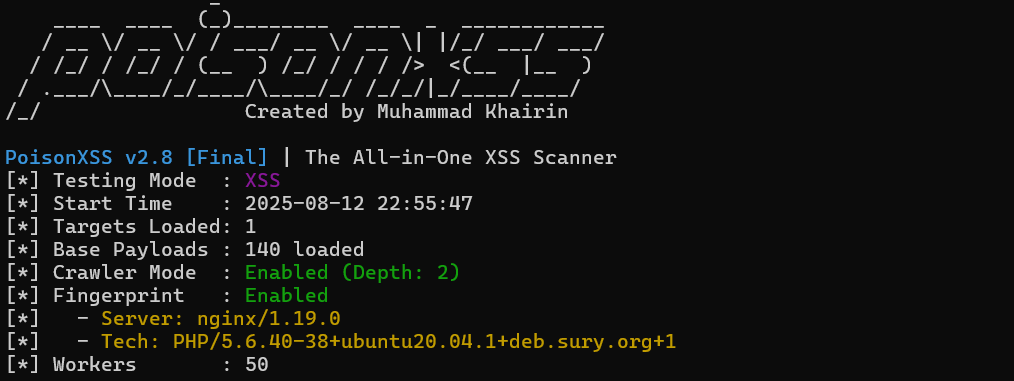 poisonxss
Created by Muhammad Khairin
PoisonXSS v2.8 [Final] | The All-in-One XSS Scanner
[*] Testing Mode  : XSS
[*] Start Time    : 2025-08-12 22:55:47
[*] Targets Loaded: 1
[*] Base Payloads : 140 loaded
[*] Crawler Mode  : Enabled (Depth: 2)
[*] Fingerprint   : Enabled
[*]   - Server: nginx/1.19.0
[*]   - Tech: PHP/5.6.40-38+ubuntu20.04.1+deb.sury.org+1
[*] Workers       : 50